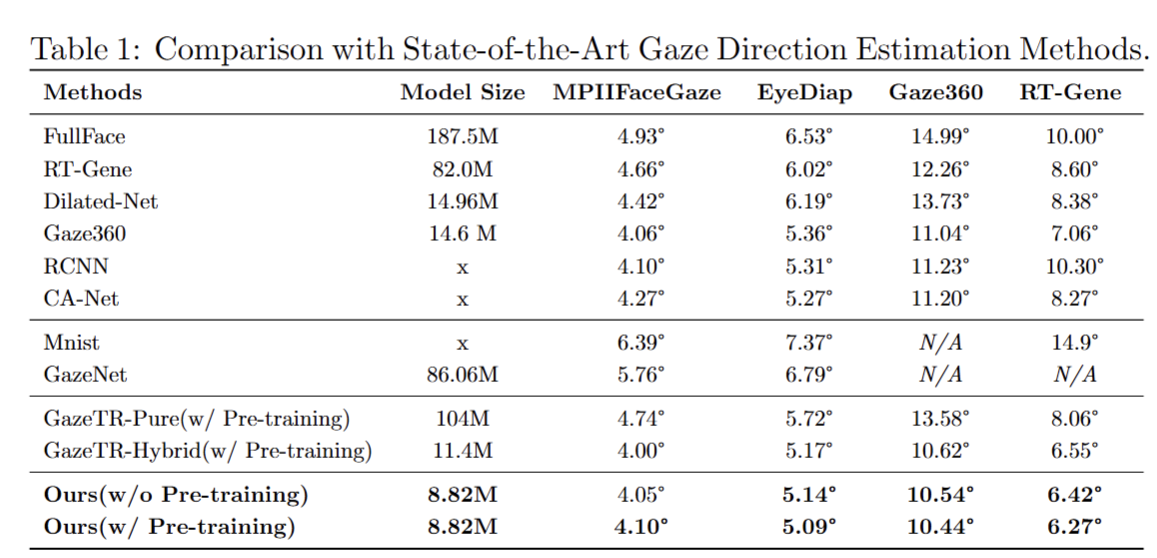 Table 1: Comparison with State-of-the-Art Gaze Direction Estimation Methods.
Methods Model Size MPIIFaceGaze EyeDiap Gaze360 RT-Gene
FullFace 187.5M 4.93° 6.53° 14.99° 10.00°
RT-Gene 82.0M 4.66° 6.02° 12.26° 8.60°
Dilated-Net 14.96M 4.42° 6.19° 13.73° 8.38°
Gaze360 14.6 M 4.06° 5.36° 11.04° 7.06°
RCNN x 4.10° 5.31° 11.23° 10.30°
CA-Net x 4.27° 5.27° 11.20° 8.27°
Mnist x 6.39° 7.37° N/A 14.9°
GazeNet 86.06M 5.76° 6.79° N/A N/A
GazeTR-Pure(w/ Pre-training) 104M 4.74° 5.72° 13.58° 8.06°
GazeTR-Hybrid(w/ Pre-training) 11.4M 4.00° 5.17° 10.62° 6.55°
Ours(w/o Pre-training) 8.82M 4.05° 5.14° 10.54° 6.42°
Ours(w/ Pre-training) 8.82M 4.10° 5.09° 10.44° 6.27°